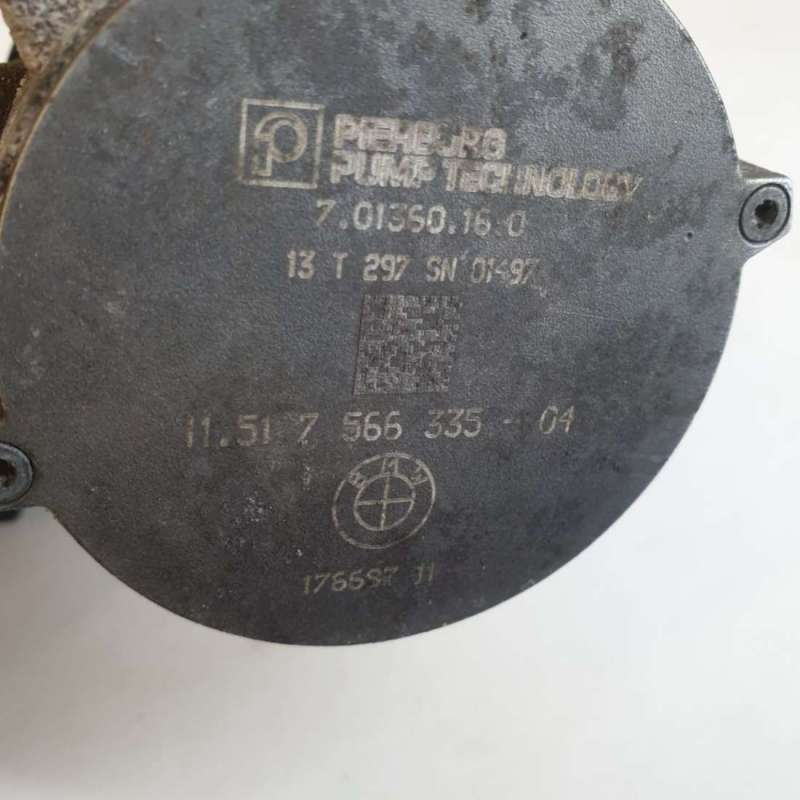 PIERBURG
PUMP TECHNOLOGY
7.01360.16.0
13 T 297 SN 01497
11.51 7 566 335 - 04
BMW
176697 11